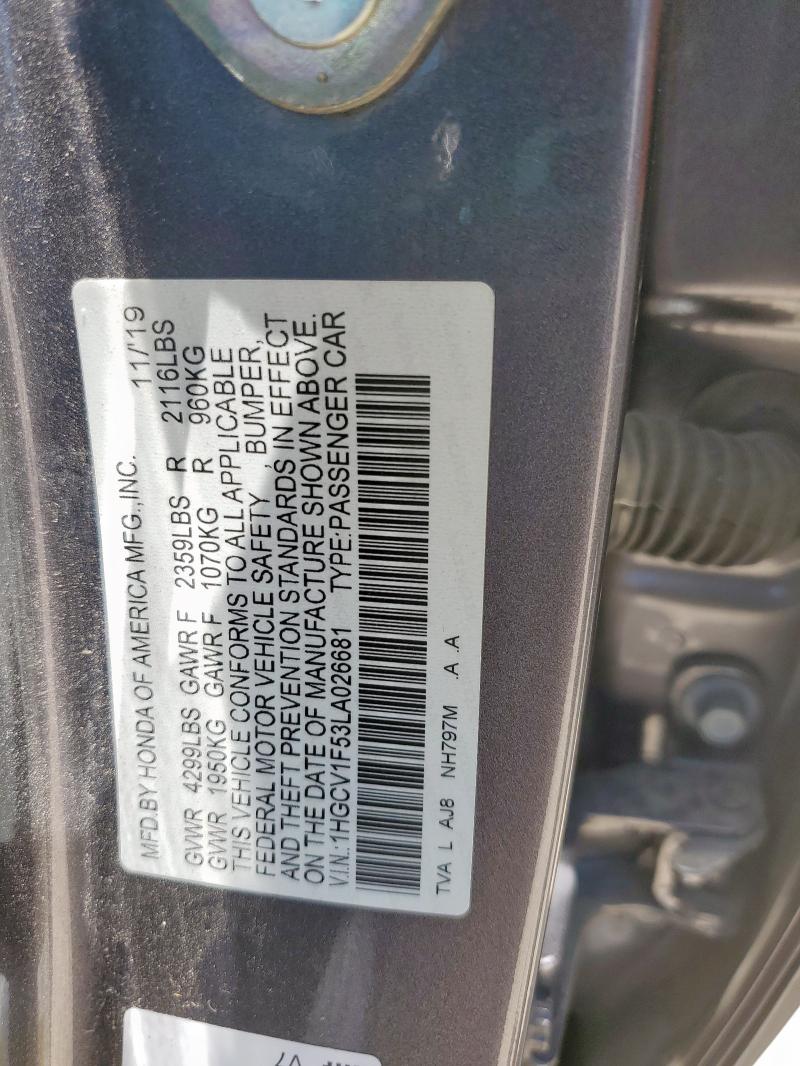 MFD.BY HONDA OF AMERICA MFG.,INC. 11/'19
GVWR 4299LBS GAWR F 2359LBS R 2116LBS
GVWR 1950KG GAWR F 1070KG R 960KG
THIS VEHICLE CONFORMS TO ALL APPLICABLE
FEDERAL MOTOR VEHICLE SAFETY , BUMPER,
AND THEFT PREVENTION STANDARDS IN EFFECT
ON THE DATE OF MANUFACTURE SHOWN ABOVE.
V.I.N.:1HGCV1F53LA026681 TYPE:PASSENGER CAR
TVA L AJ8 NH797M .A .A